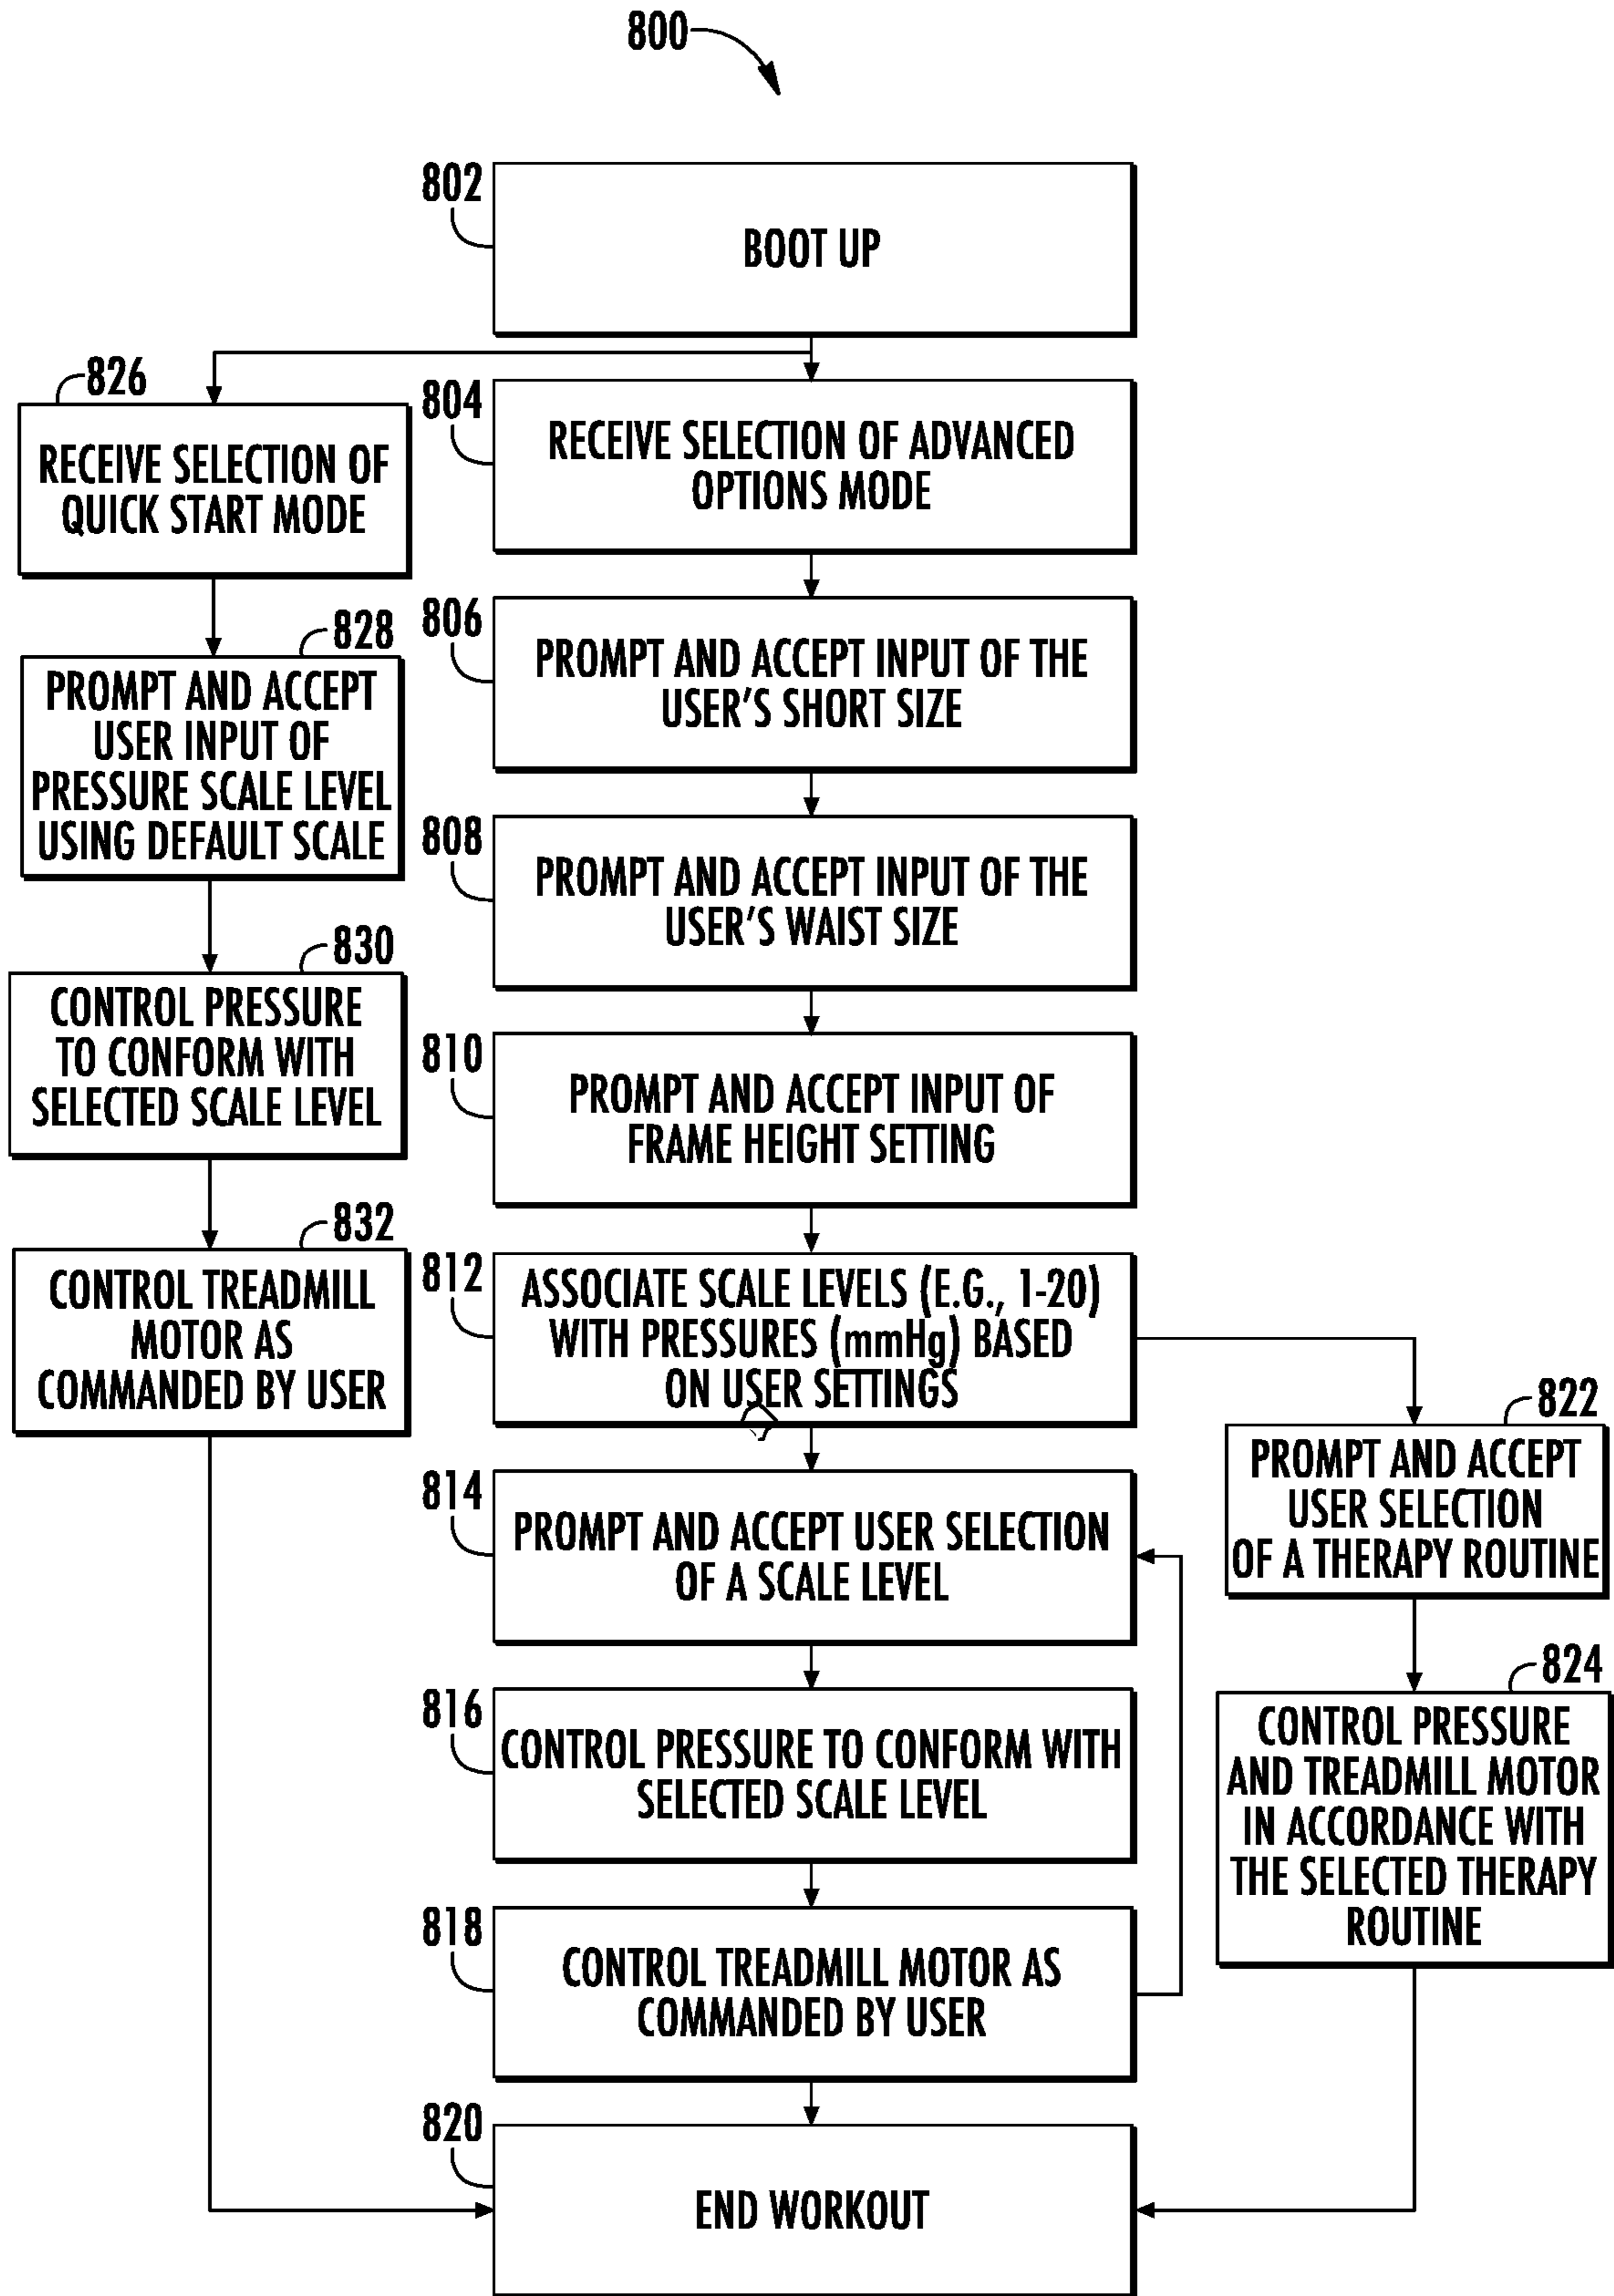 800
802
BOOT UP
826
RECEIVE SELECTION OF
QUICK START MODE
804
RECEIVE SELECTION OF ADVANCED
OPTIONS MODE
828
PROMPT AND ACCEPT
USER INPUT OF
PRESSURE SCALE LEVEL
USING DEFAULT SCALE
806
PROMPT AND ACCEPT INPUT OF THE
USER'S SHORT SIZE
808
PROMPT AND ACCEPT INPUT OF THE
USER'S WAIST SIZE
830
CONTROL PRESSURE
TO CONFORM WITH
SELECTED SCALE LEVEL
810
PROMPT AND ACCEPT INPUT OF
FRAME HEIGHT SETTING
832
CONTROL TREADMILL
MOTOR AS
COMMANDED BY USER
812
ASSOCIATE SCALE LEVELS (E.G., 1-20)
WITH PRESSURES (mmHg) BASED
ON USER SETTINGS
822
PROMPT AND ACCEPT
USER SELECTION
OF A THERAPY ROUTINE
814
PROMPT AND ACCEPT USER SELECTION
OF A SCALE LEVEL
824
CONTROL PRESSURE
AND TREADMILL MOTOR
IN ACCORDANCE WITH
THE SELECTED THERAPY
ROUTINE
816
CONTROL PRESSURE TO CONFORM WITH
SELECTED SCALE LEVEL
818
CONTROL TREADMILL MOTOR AS
COMMANDED BY USER
820
END WORKOUT